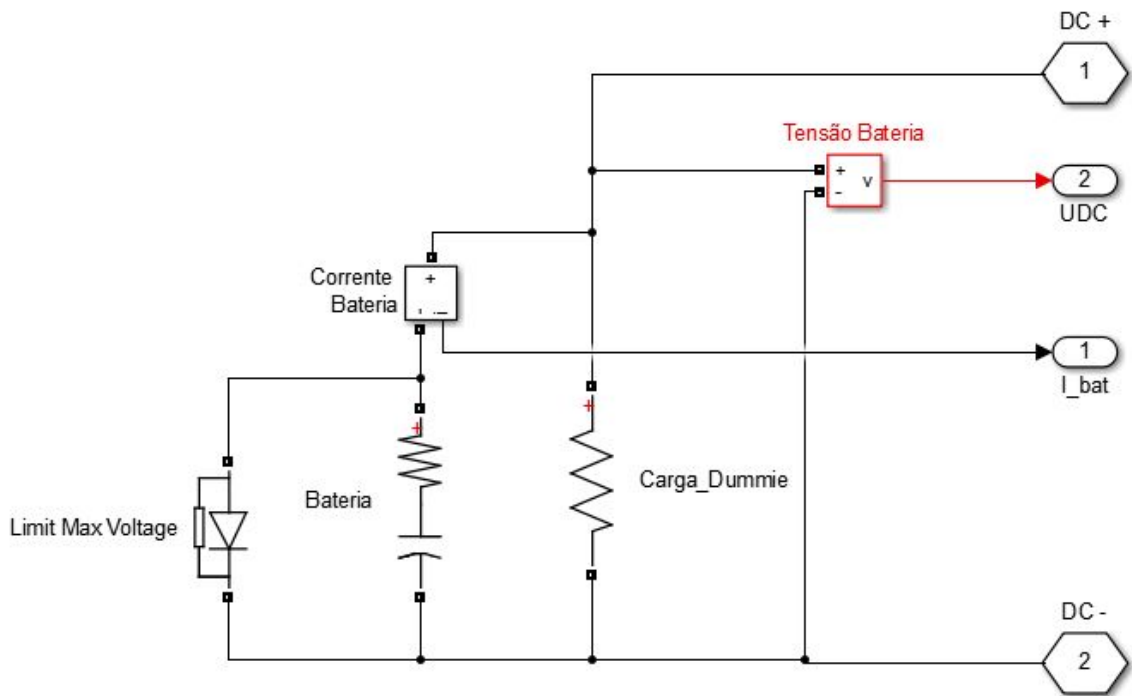 DC +
1
Tensão Bateria
+
-
v
2
UDC
Corrente
Bateria
+
1
I_bat
+
+
Carga_Dummie
Bateria
Limit Max Voltage
DC -
2